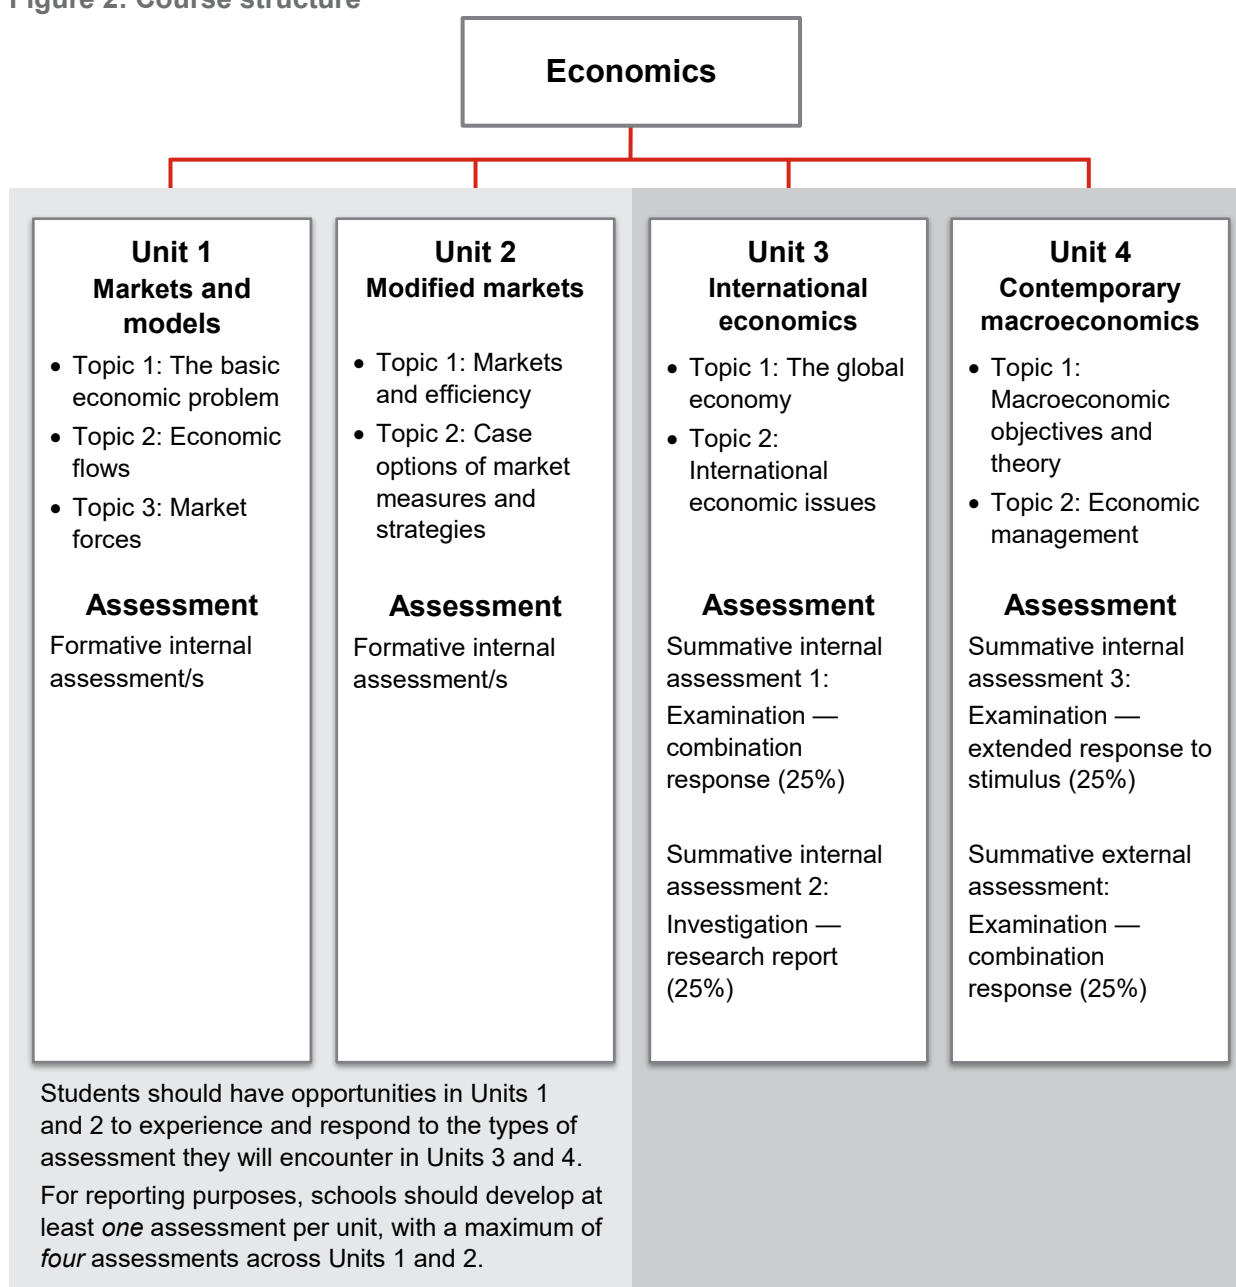 Figure 2: Course structure
Economics
Unit 1
Markets and
models
• Topic 1: The basic
economic problem
• Topic 2: Economic
flows
• Topic 3: Market
forces
Assessment
Formative internal
assessment/s
Unit 2
Modified markets
• Topic 1: Markets
and efficiency
• Topic 2: Case
options of market
measures and
strategies
Assessment
Formative internal
assessment/s
Unit 3
International
economics
• Topic 1: The global
economy
• Topic 2:
International
economic issues
Assessment
Summative internal
assessment 1:
Examination —
combination
response (25%)
Summative internal
assessment 2:
Investigation —
research report
(25%)
Unit 4
Contemporary
macroeconomics
• Topic 1:
Macroeconomic
objectives and
theory
• Topic 2: Economic
management
Assessment
Summative internal
assessment 3:
Examination —
extended response to
stimulus (25%)
Summative external
assessment:
Examination —
combination
response (25%)
Students should have opportunities in Units 1
and 2 to experience and respond to the types of
assessment they will encounter in Units 3 and 4.
For reporting purposes, schools should develop at
least one assessment per unit, with a maximum of
four assessments across Units 1 and 2.